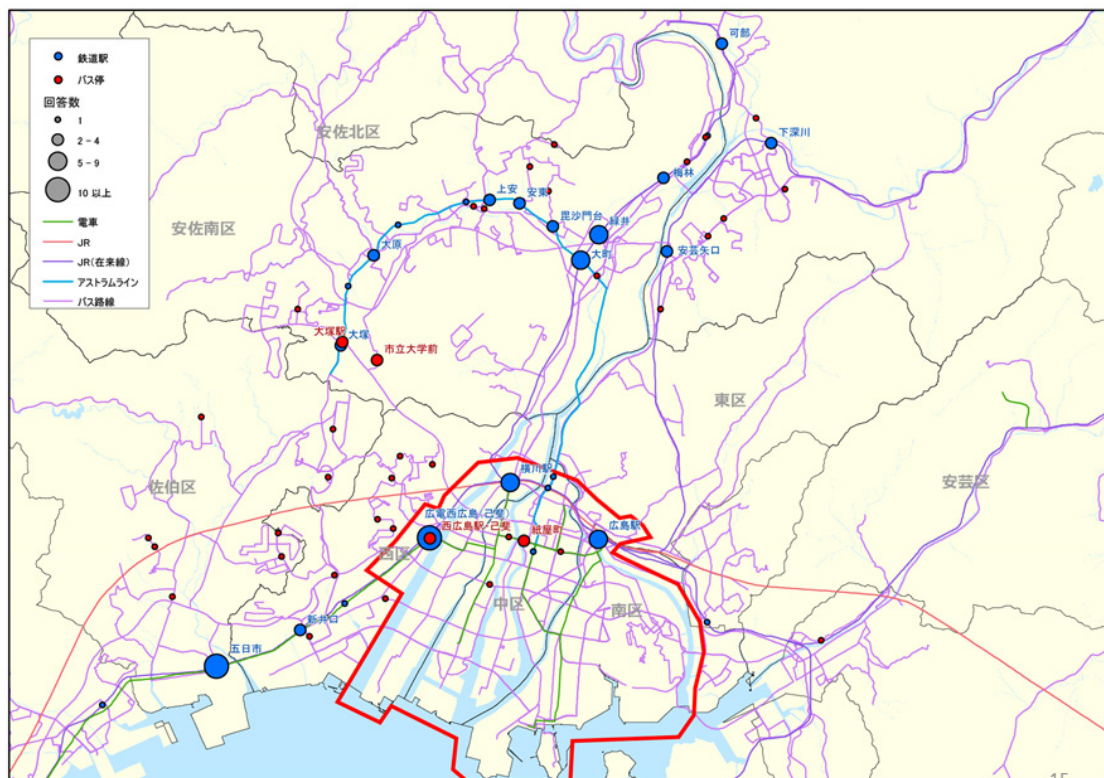 鉄道駅
バス停
回答数
1
2 - 4
5 - 9
10 以上
電車
JR
JR(在来線)
アストラムライン
バス路線
可部
下深川
安佐北区
梅林
上安
安東
毘沙門台
緑井
安佐南区
大原
大町
安芸矢口
大塚駅
大塚
市立大学前
東区
佐伯区
横川駅
安芸区
広電西広島(己斐)
西広島駅・己斐
紙屋町
広島駅
西区
中区
南区
新井口
五日市
15